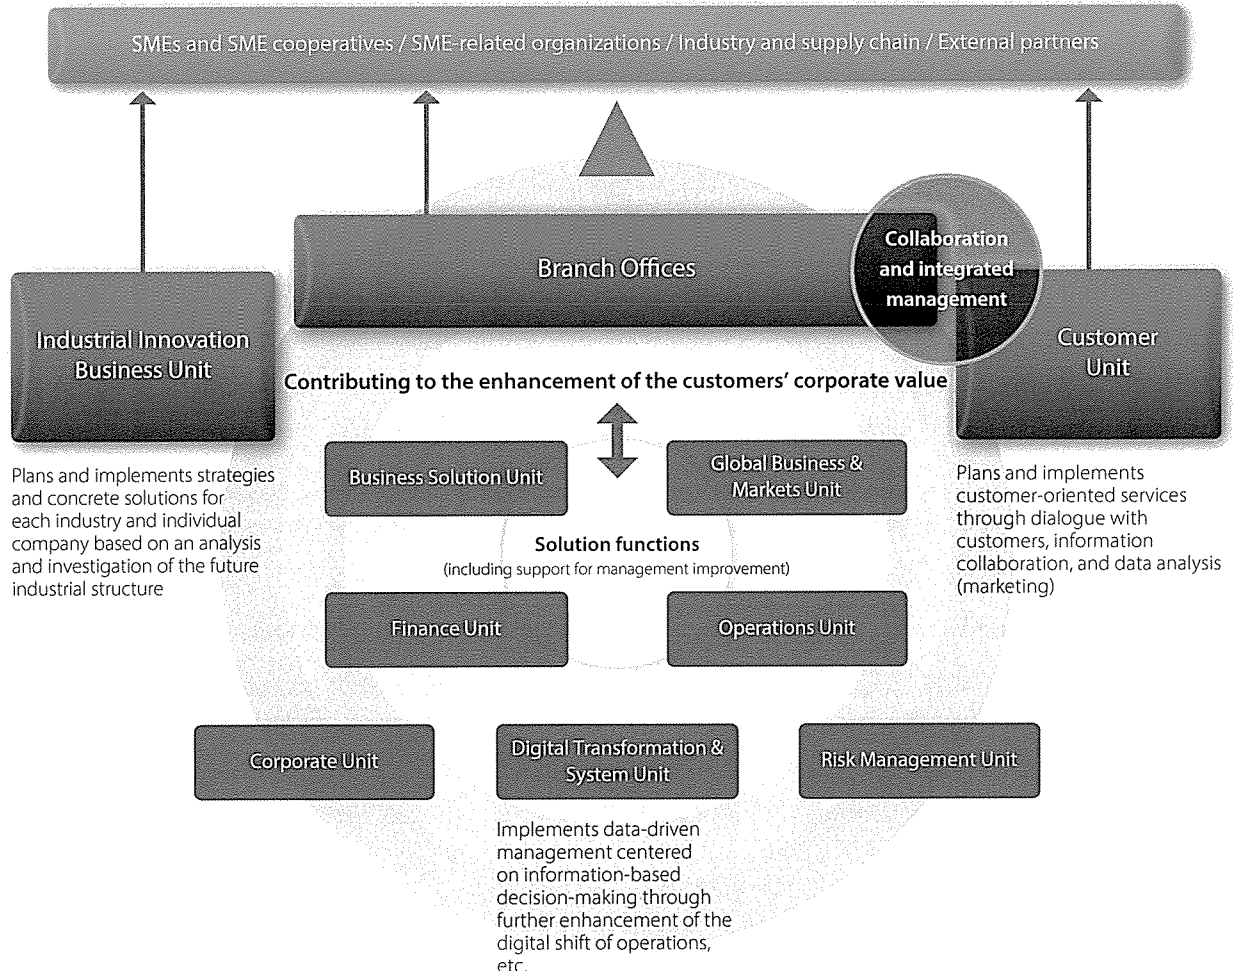 SMEs and SME cooperatives / SME-related organizations / Industry and supply chain / External partners
Branch Offices
Collaboration
and integrated
management
Industrial Innovation
Business Unit
Customer
Unit
Contributing to the enhancement of the customers' corporate value
Plans and implements strategies
and concrete solutions for
each industry and individual
company based on an analysis
and investigation of the future
industrial structure
Business Solution Unit
Global Business &
Markets Unit
Plans and implements
customer-oriented services
through dialogue with
customers, information
collaboration, and data analysis
(marketing)
Solution functions
(including support for management improvement)
Finance Unit
Operations Unit
Corporate Unit
Digital Transformation &
System Unit
Risk Management Unit
Implements data-driven
management centered
on information-based
decision-making through
further enhancement of the
digital shift of operations,
etc.